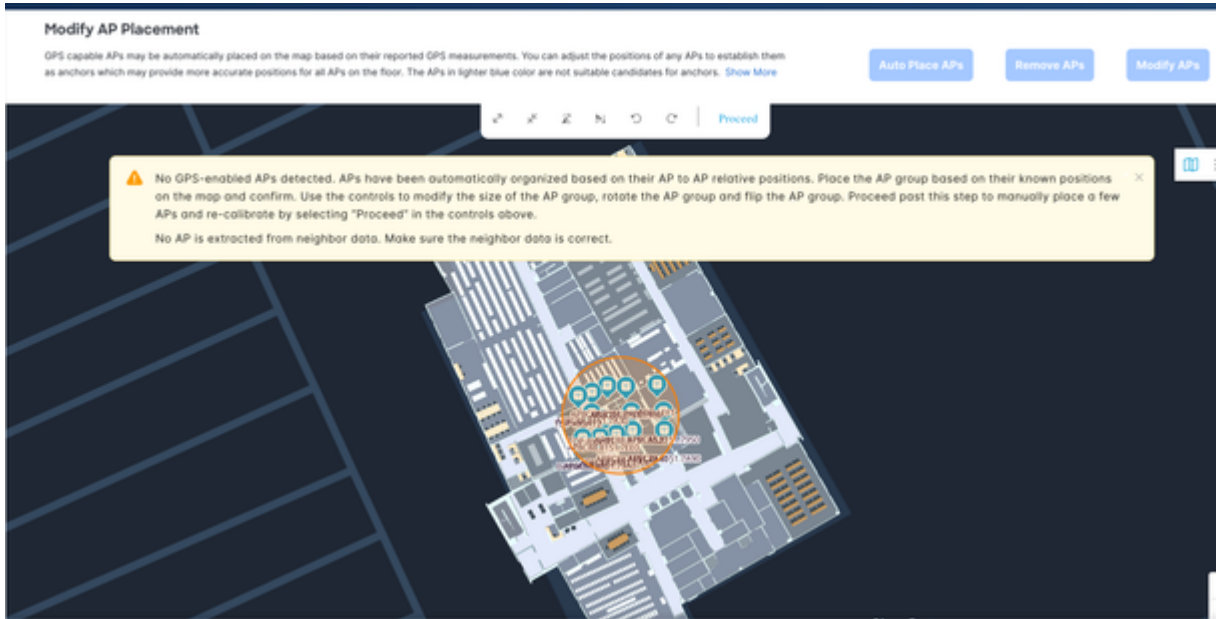 Modify AP Placement
GPS capable APs may be automatically placed on the map based on their reported GPS measurements. You can adjust the positions of any APs to establish them
as anchors which may provide more accurate positions for all APs on the floor. The APs in lighter blue color are not suitable candidates for anchors. Show More
Auto Place APs
Remove APs
Modify APs
Proceed
No GPS-enabled APs detected. APs have been automatically organized based on their AP to AP relative positions. Place the AP group based on their known positions
on the map and confirm. Use the controls to modify the size of the AP group, rotate the AP group and flip the AP group. Proceed past this step to manually place a few
APs and re-calibrate by selecting "Proceed" in the controls above.
No AP is extracted from neighbor data. Make sure the neighbor data is correct.